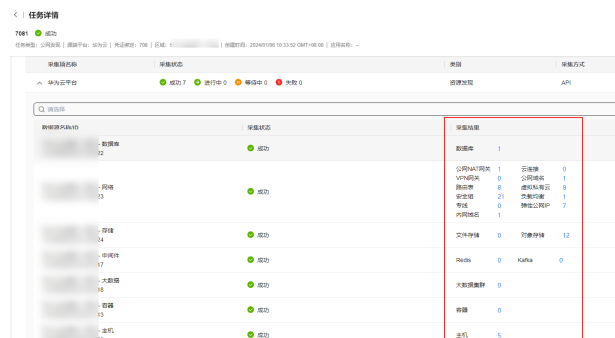 任务详情
7081 成功
任务类型: 公网发现 | 源端平台: 华为云 | 凭证绑定: 708 | 区域: | 创建时间: 2024/01/06 10:33:52 GMT+08:00 | 应用名称: --
采集项名称 采集状态 类别 采集方式
华为云平台 成功 7 进行中 0 等待中 0 失败 0 资源发现 API
请选择
数据源名称/ID 采集状态 采集结果
- 数据库 成功 数据库 1
22
公网NAT网关 1 云连接 0
VPN网关 0 公网域名 1
- 网络 路由表 8 虚拟私有云 8
23 成功 安全组 21 负载均衡 1
专线 0 弹性公网IP 7
内网域名 1
- 存储 成功 文件存储 0 对象存储 12
24
- 中间件 成功 Redis 0 Kafka 0
17
- 大数据 成功 大数据集群 0
18
- 容器 成功 容器 0
13
- 主机 成功 主机 5